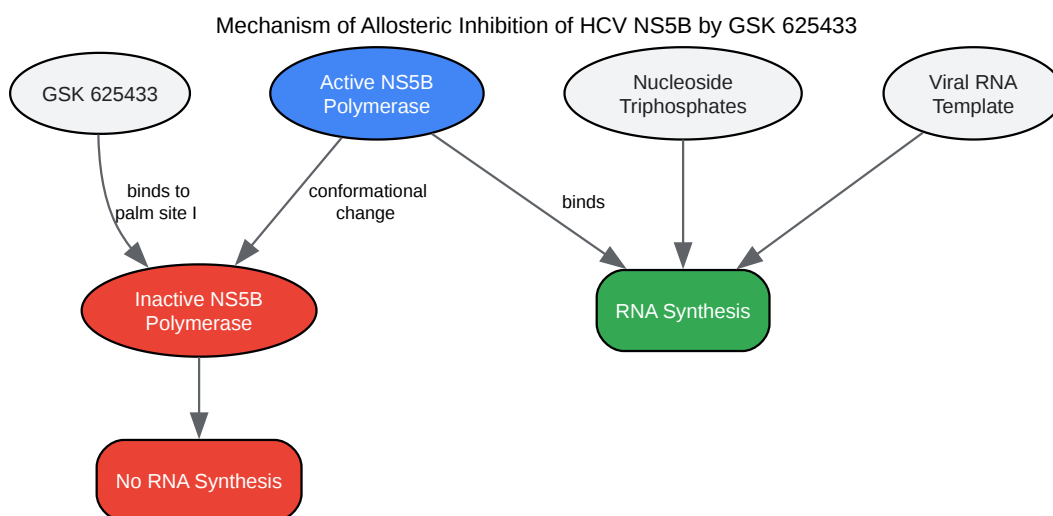 Mechanism of Allosteric Inhibition of HCV NS5B by GSK 625433
GSK 625433
Active NS5B
Polymerase
Nucleoside
Triphosphates
Viral RNA
Template
binds to
palm site I
conformational
change
binds
Inactive NS5B
Polymerase
RNA Synthesis
No RNA Synthesis